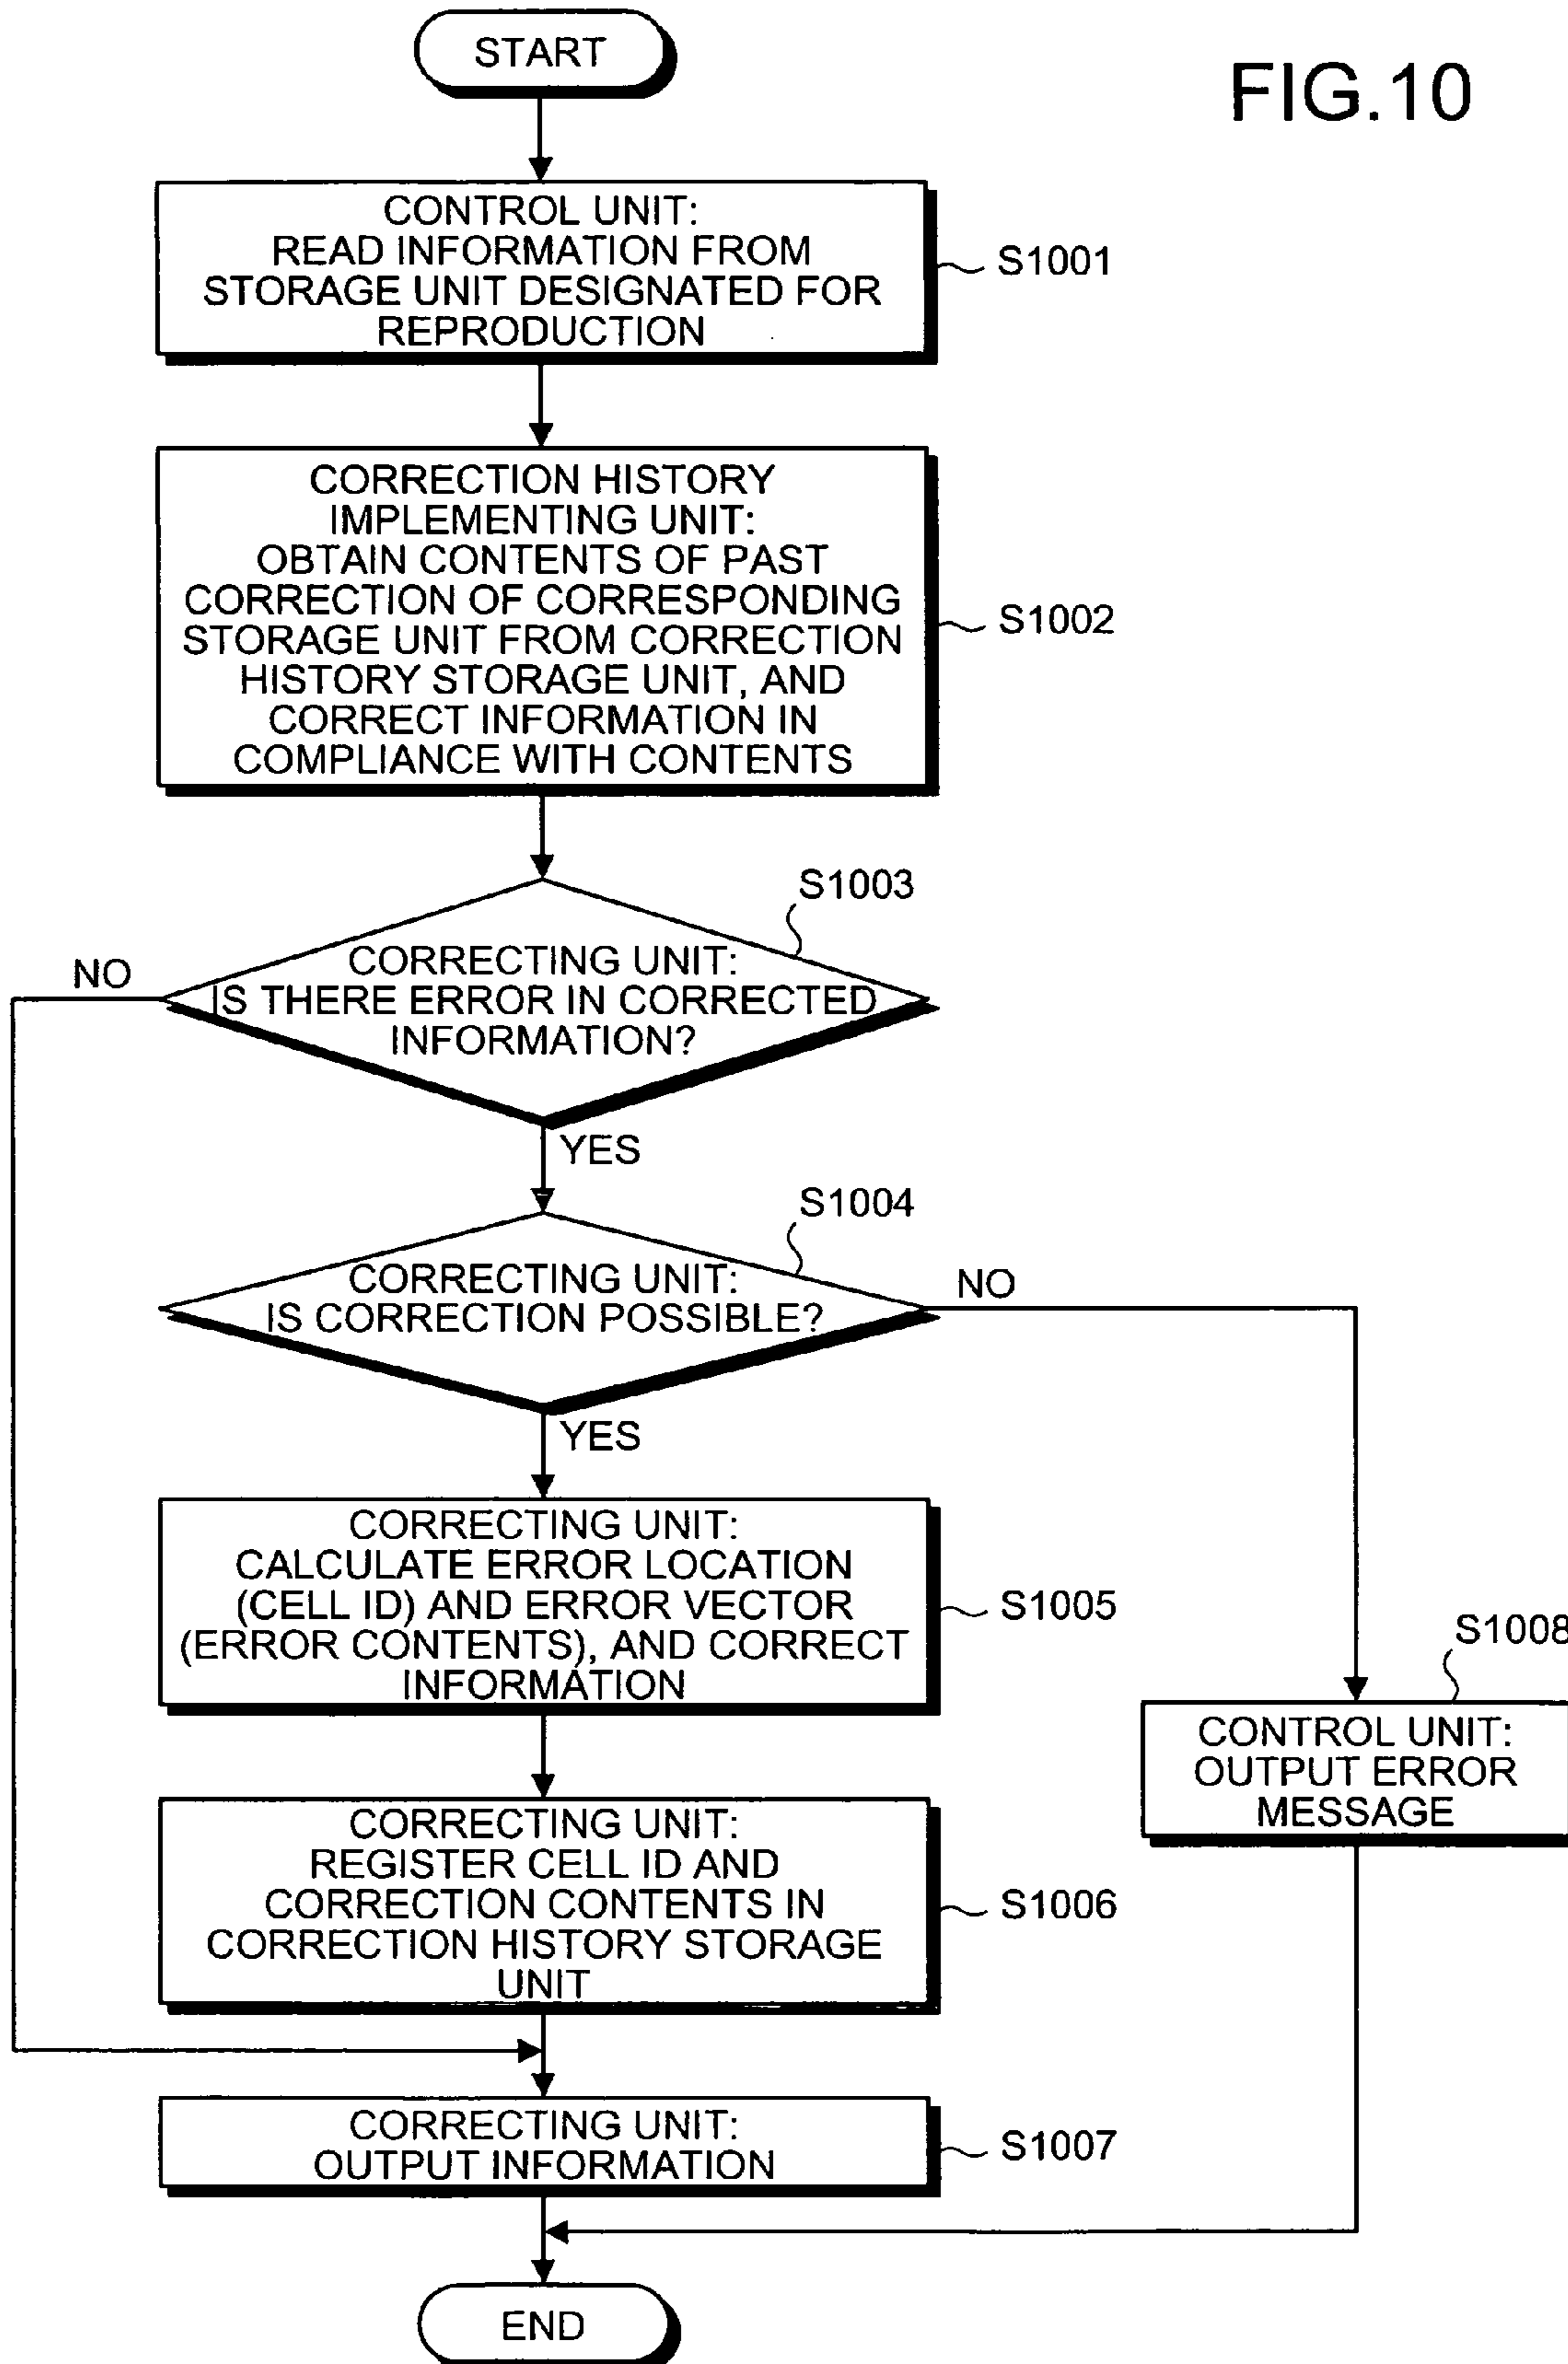 START
FIG.10
CONTROL UNIT:
READ INFORMATION FROM
STORAGE UNIT DESIGNATED FOR
REPRODUCTION
S1001
CORRECTION HISTORY
IMPLEMENTING UNIT:
OBTAIN CONTENTS OF PAST
CORRECTION OF CORRESPONDING
STORAGE UNIT FROM CORRECTION
HISTORY STORAGE UNIT, AND
CORRECT INFORMATION IN
COMPLIANCE WITH CONTENTS
S1002
S1003
NO
CORRECTING UNIT:
IS THERE ERROR IN CORRECTED
INFORMATION?
YES
S1004
CORRECTING UNIT:
IS CORRECTION POSSIBLE?
NO
YES
CORRECTING UNIT:
CALCULATE ERROR LOCATION
(CELL ID) AND ERROR VECTOR
(ERROR CONTENTS), AND CORRECT
INFORMATION
S1005
S1008
CONTROL UNIT:
OUTPUT ERROR
MESSAGE
CORRECTING UNIT:
REGISTER CELL ID AND
CORRECTION CONTENTS IN
CORRECTION HISTORY STORAGE
UNIT
S1006
CORRECTING UNIT:
OUTPUT INFORMATION
S1007
END